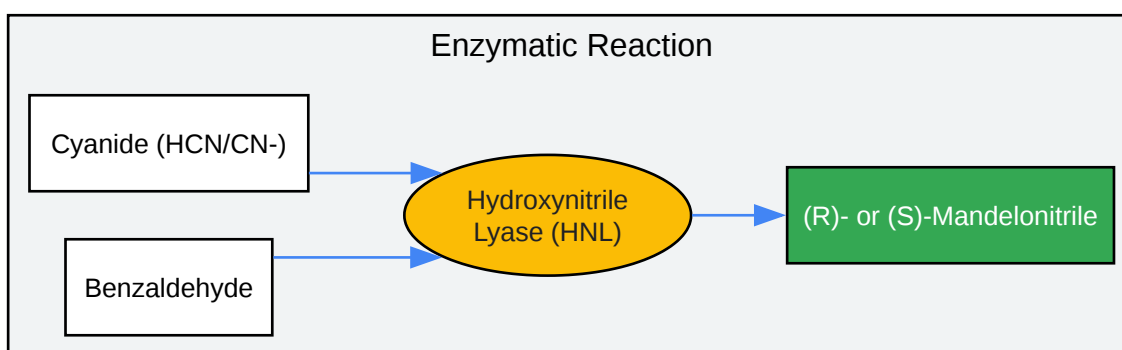 Enzymatic Reaction
Cyanide (HCN/CN-)
Benzaldehyde
Hydroxynitrile
Lyase (HNL)
(R)- or (S)-Mandelonitrile